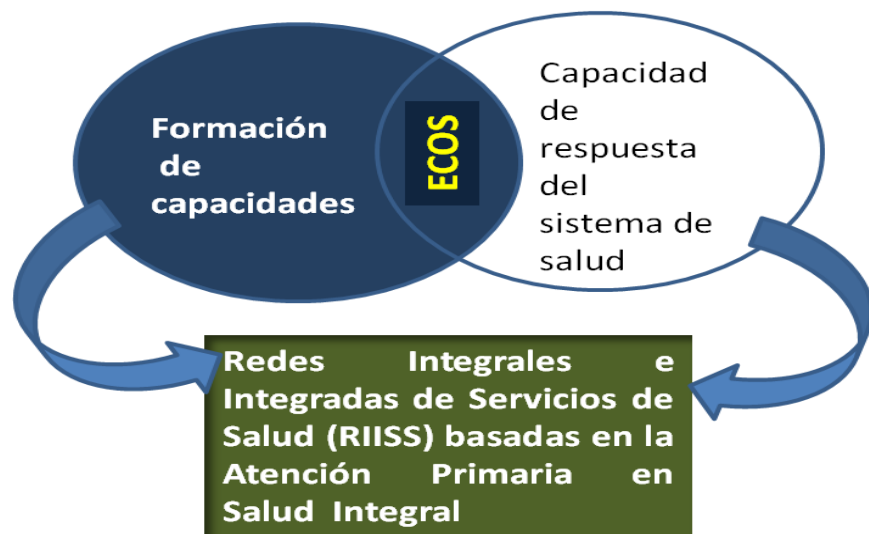 Formación
de
capacidades
ECOS
Capacidad
de
respuesta
del
sistema de
salud
Redes Integrales e
Integradas de Servicios de
Salud (RIISS) basadas en la
Atención Primaria en
Salud Integral